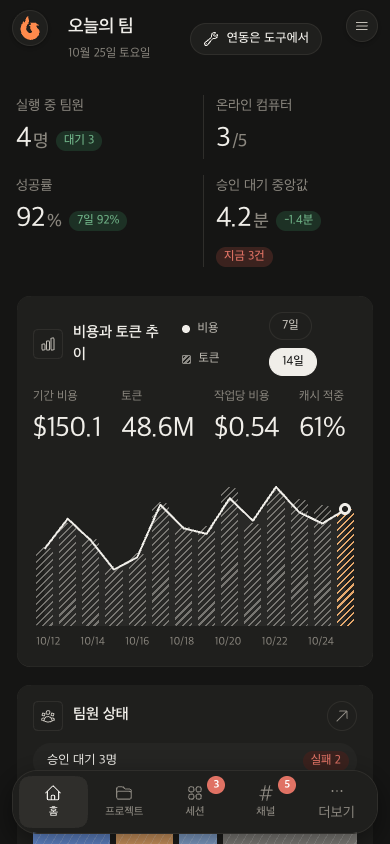 오늘의 팀
10월 25일 토요일
연동은 도구에서
실행 중 팀원
4명 대기 3
온라인 컴퓨터
3/5
성공률
92% 7일 92%
승인 대기 중앙값
4.2분 -1.4분
지금 3건
비용과 토큰 추
이
비용
토큰
7일
14일
기간 비용 토큰 작업당 비용 캐시 적중
$150.1 48.6M $0.54 61%
10/12 10/14 10/16 10/18 10/20 10/22 10/24
팀원 상태
승인 대기 3명 실패 2
3 5
홈 프로젝트 세션 채널 더보기